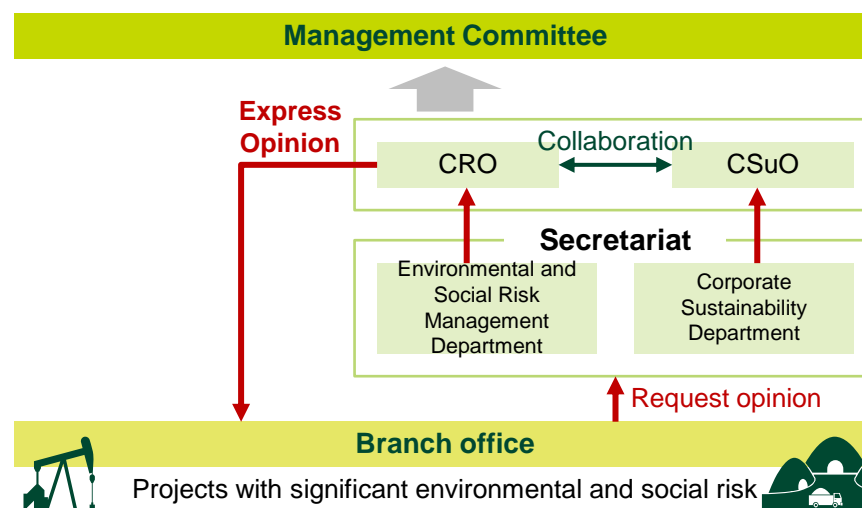 Management Committee
Express
Opinion
Collaboration
CRO
CSuO
Secretariat
Environmental and
Social Risk
Management
Department
Corporate
Sustainability
Department
Request opinion
Branch office
Projects with significant environmental and social risk